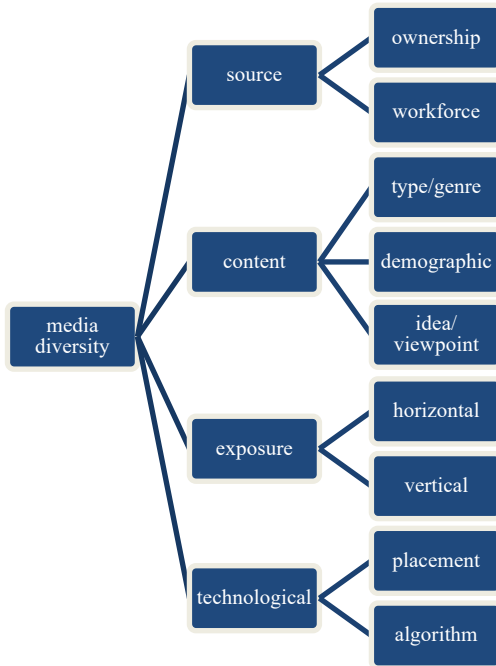 media
diversity
source
ownership
workforce
content
type/genre
demographic
idea/
viewpoint
exposure
horizontal
vertical
technological
placement
algorithm